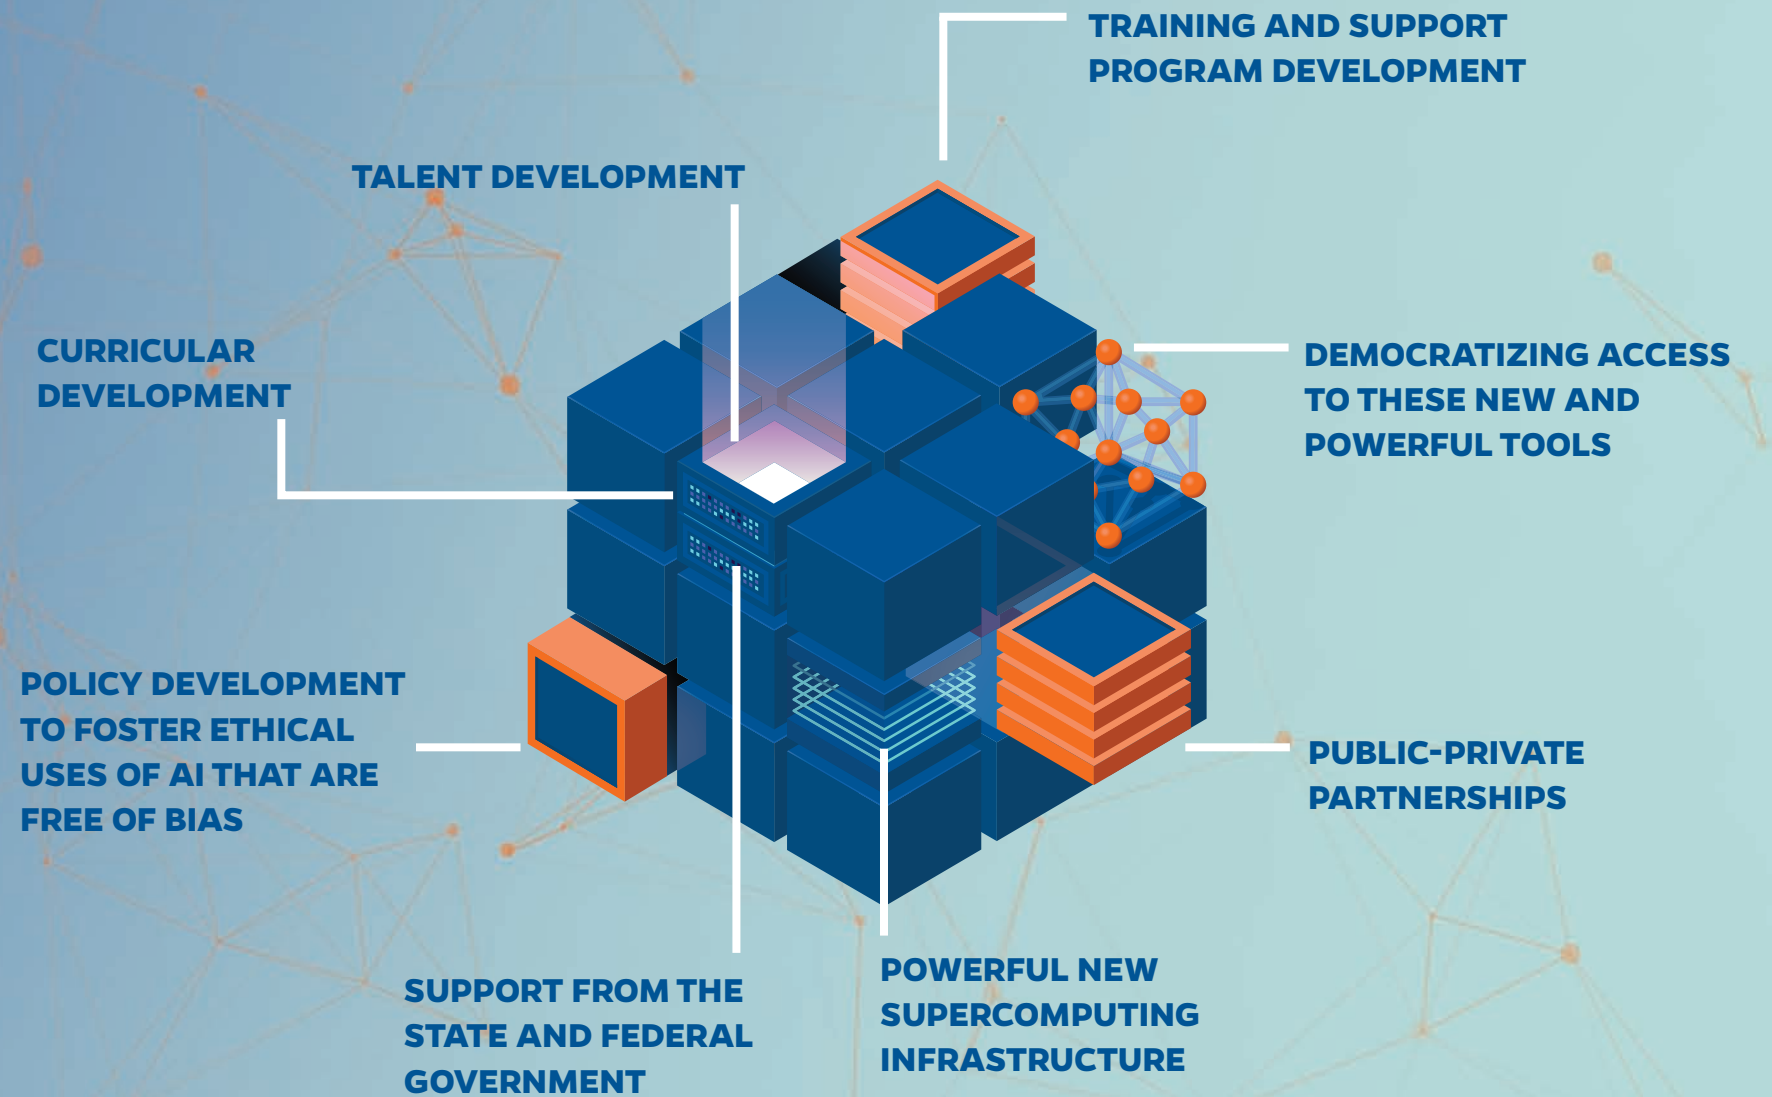 TRAINING AND SUPPORT
PROGRAM DEVELOPMENT
TALENT DEVELOPMENT
CURRICULAR
DEVELOPMENT
DEMOCRATIZING ACCESS
TO THESE NEW AND
POWERFUL TOOLS
POLICY DEVELOPMENT
TO FOSTER ETHICAL
USES OF AI THAT ARE
FREE OF BIAS
PUBLIC-PRIVATE
PARTNERSHIPS
SUPPORT FROM THE
STATE AND FEDERAL
GOVERNMENT
POWERFUL NEW
SUPERCOMPUTING
INFRASTRUCTURE